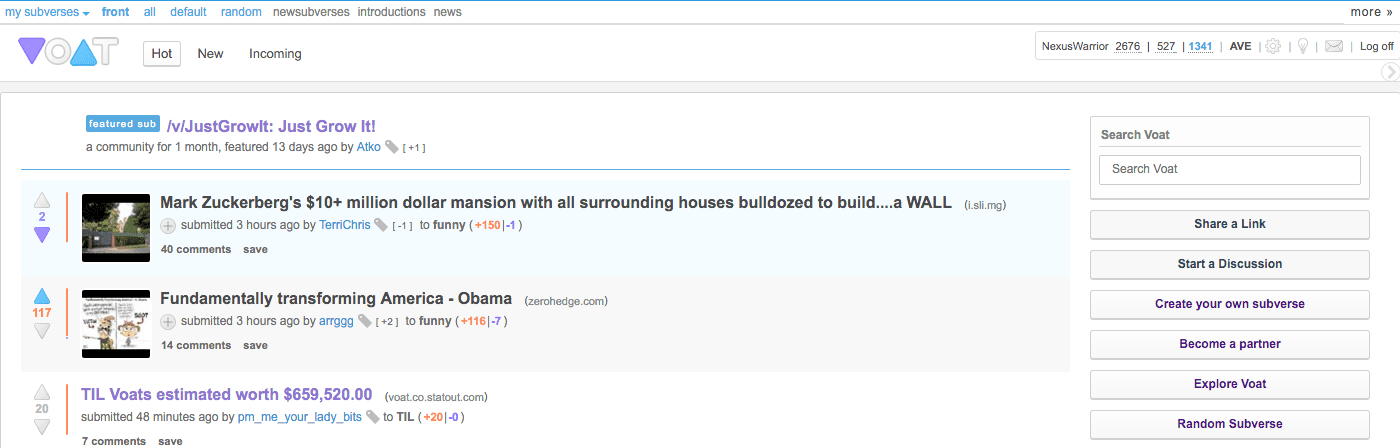 my subverses front all default random newsubverses introductions news more »
VOAT Hot New Incoming NexusWarrior 2676 | 527 | 1341 | AVE | | | | Log off
featured sub /v/JustGrowIt: Just Grow It!
a community for 1 month, featured 13 days ago by Atko [ +1 ]
2
Mark Zuckerberg's $10+ million dollar mansion with all surrounding houses bulldozed to build....a WALL (i.sli.mg)
submitted 3 hours ago by TerriChris [ -1 ] to funny ( +150 | -1 )
40 comments save
117
Fundamentally transforming America - Obama (zerohedge.com)
submitted 3 hours ago by arrggg [ +2 ] to funny ( +116 | -7 )
14 comments save
20
TIL Voats estimated worth $659,520.00 (voat.co.statout.com)
submitted 48 minutes ago by pm_me_your_lady_bits to TIL ( +20 | -0 )
7 comments save
Search Voat
Search Voat
Share a Link
Start a Discussion
Create your own subverse
Become a partner
Explore Voat
Random Subverse